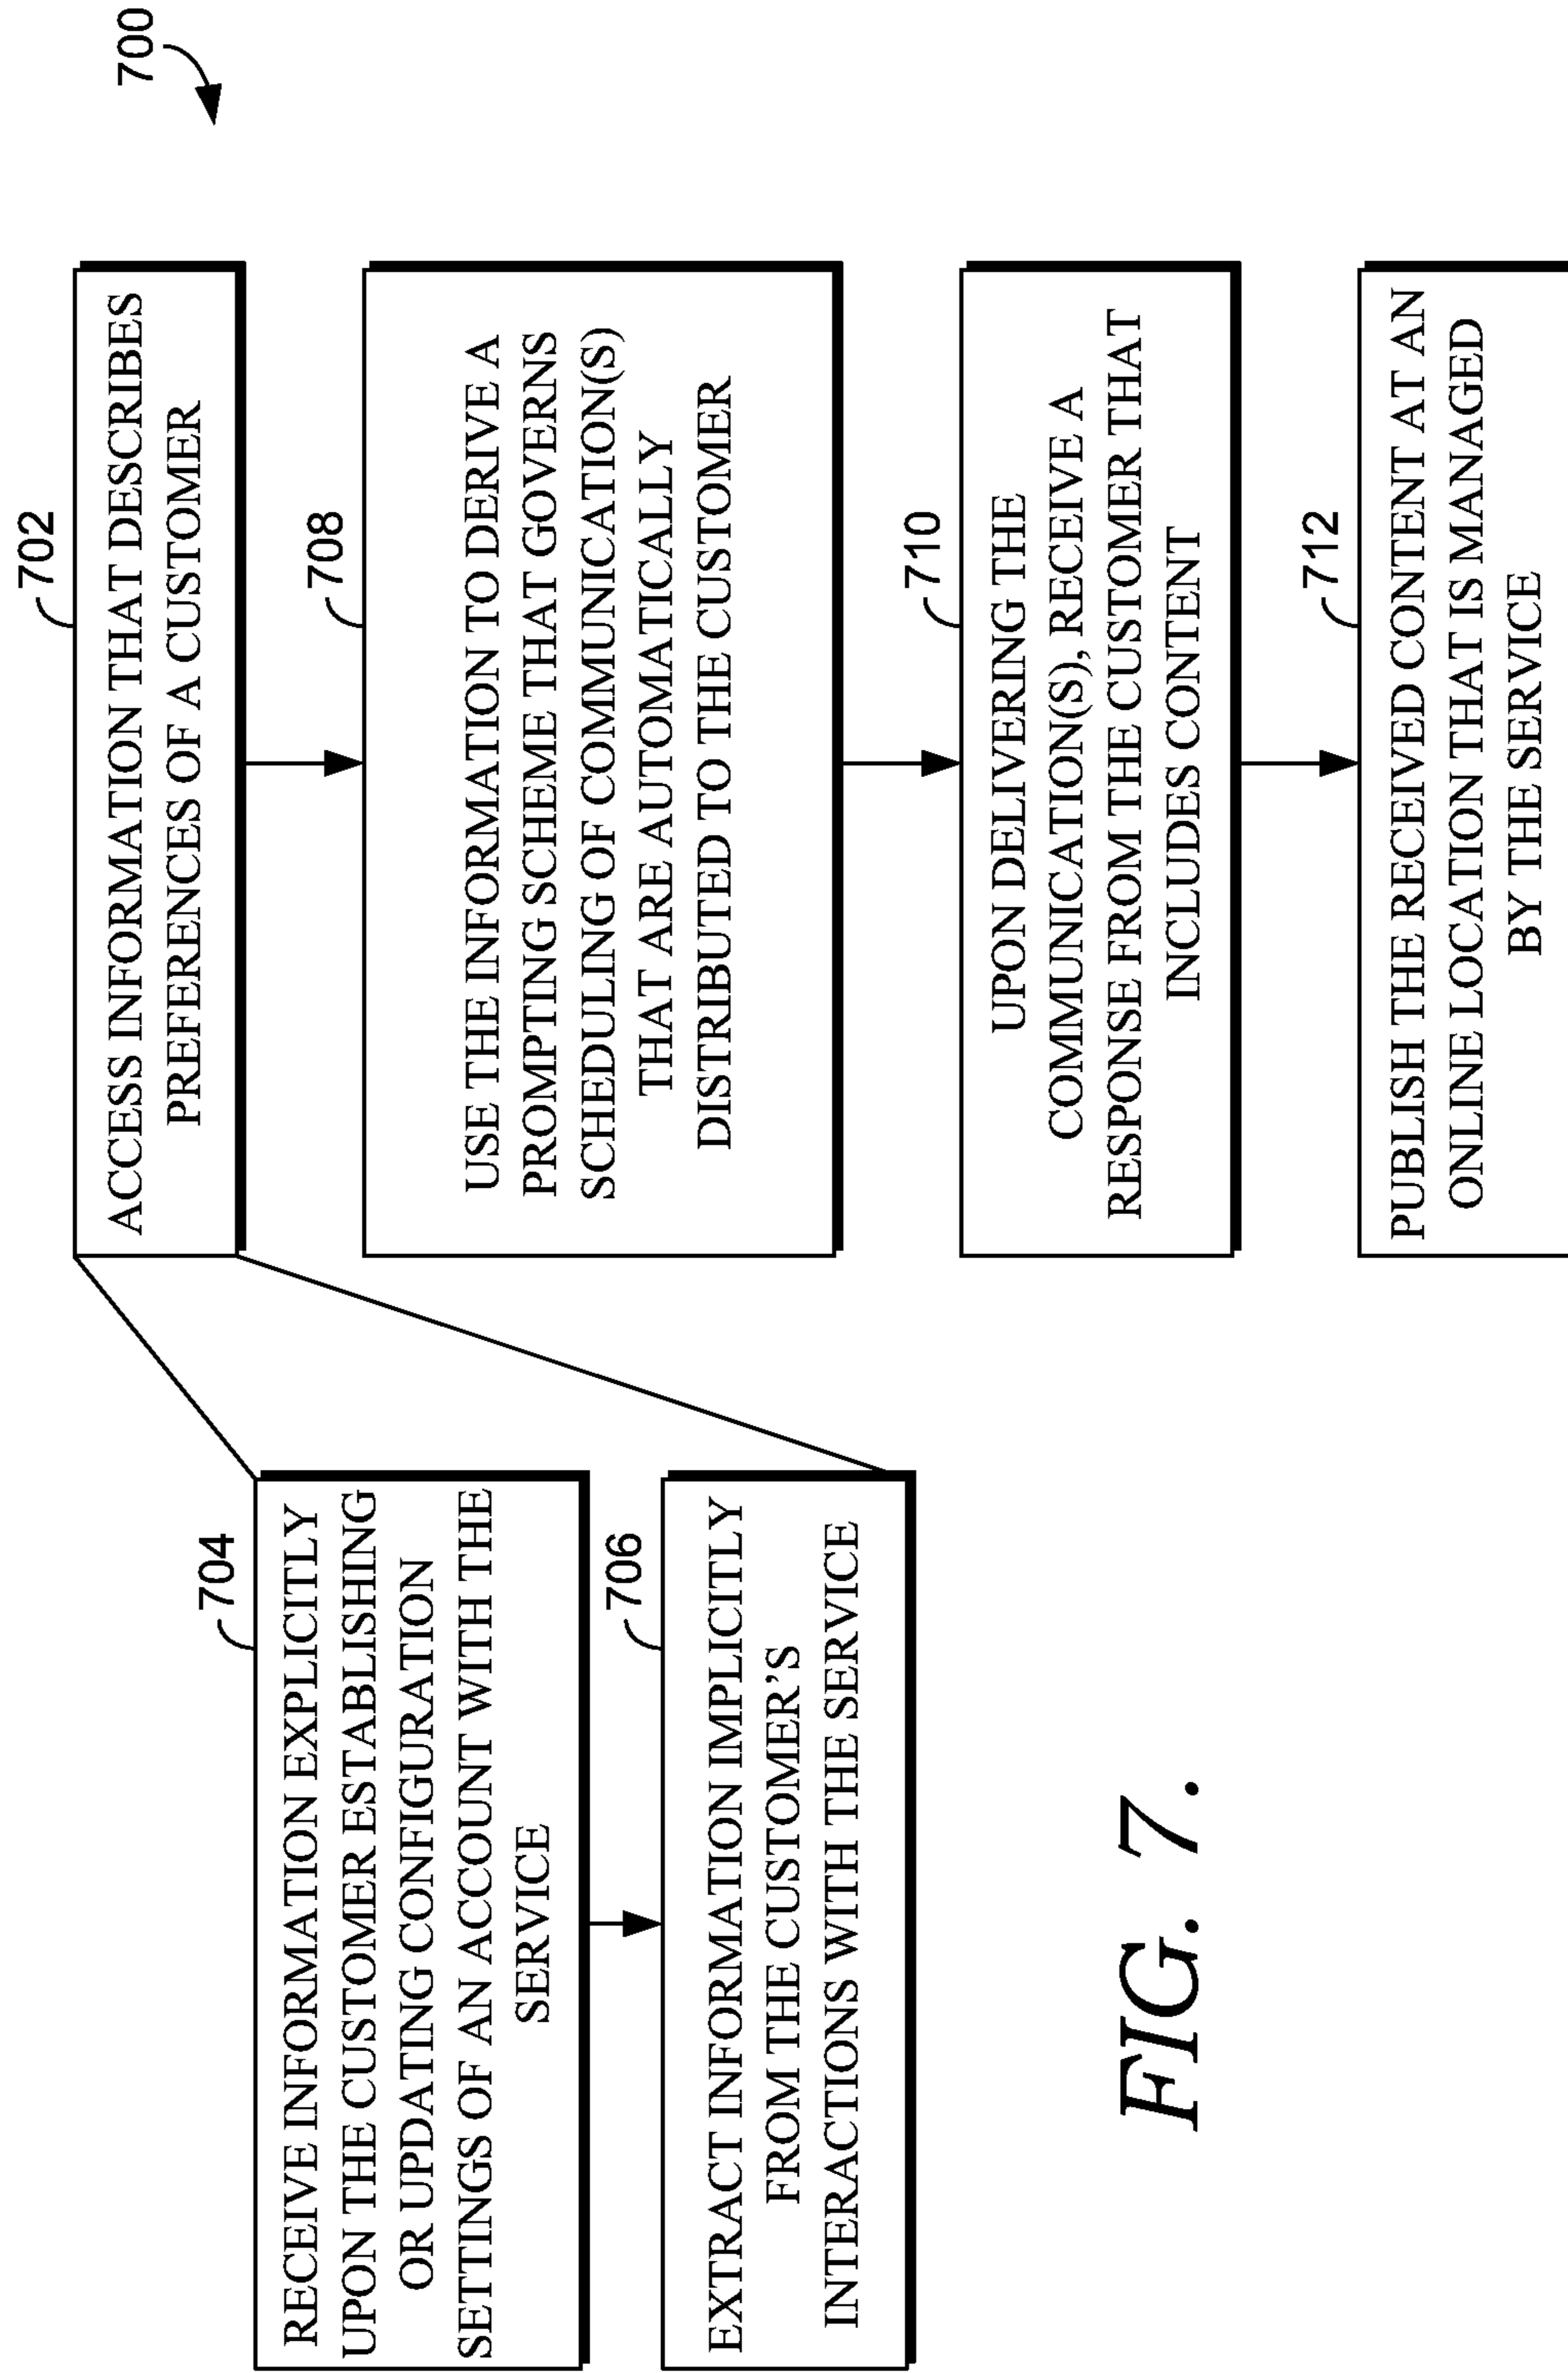 700
702
ACCESS INFORMATION THAT DESCRIBES
PREFERENCES OF A CUSTOMER
704
RECEIVE INFORMATION EXPLICITLY
UPON THE CUSTOMER ESTABLISHING
OR UPDATING CONFIGURATION
SETTINGS OF AN ACCOUNT WITH THE
SERVICE
706
EXTRACT INFORMATION IMPLICITLY
FROM THE CUSTOMER'S
INTERACTIONS WITH THE SERVICE
708
USE THE INFORMATION TO DERIVE A
PROMPTING SCHEME THAT GOVERNS
SCHEDULING OF COMMUNICATION(S)
THAT ARE AUTOMATICALLY
DISTRIBUTED TO THE CUSTOMER
710
UPON DELIVERING THE
COMMUNICATION(S), RECEIVE A
RESPONSE FROM THE CUSTOMER THAT
INCLUDES CONTENT
712
PUBLISH THE RECEIVED CONTENT AT AN
ONLINE LOCATION THAT IS MANAGED
BY THE SERVICE
FIG. 7.